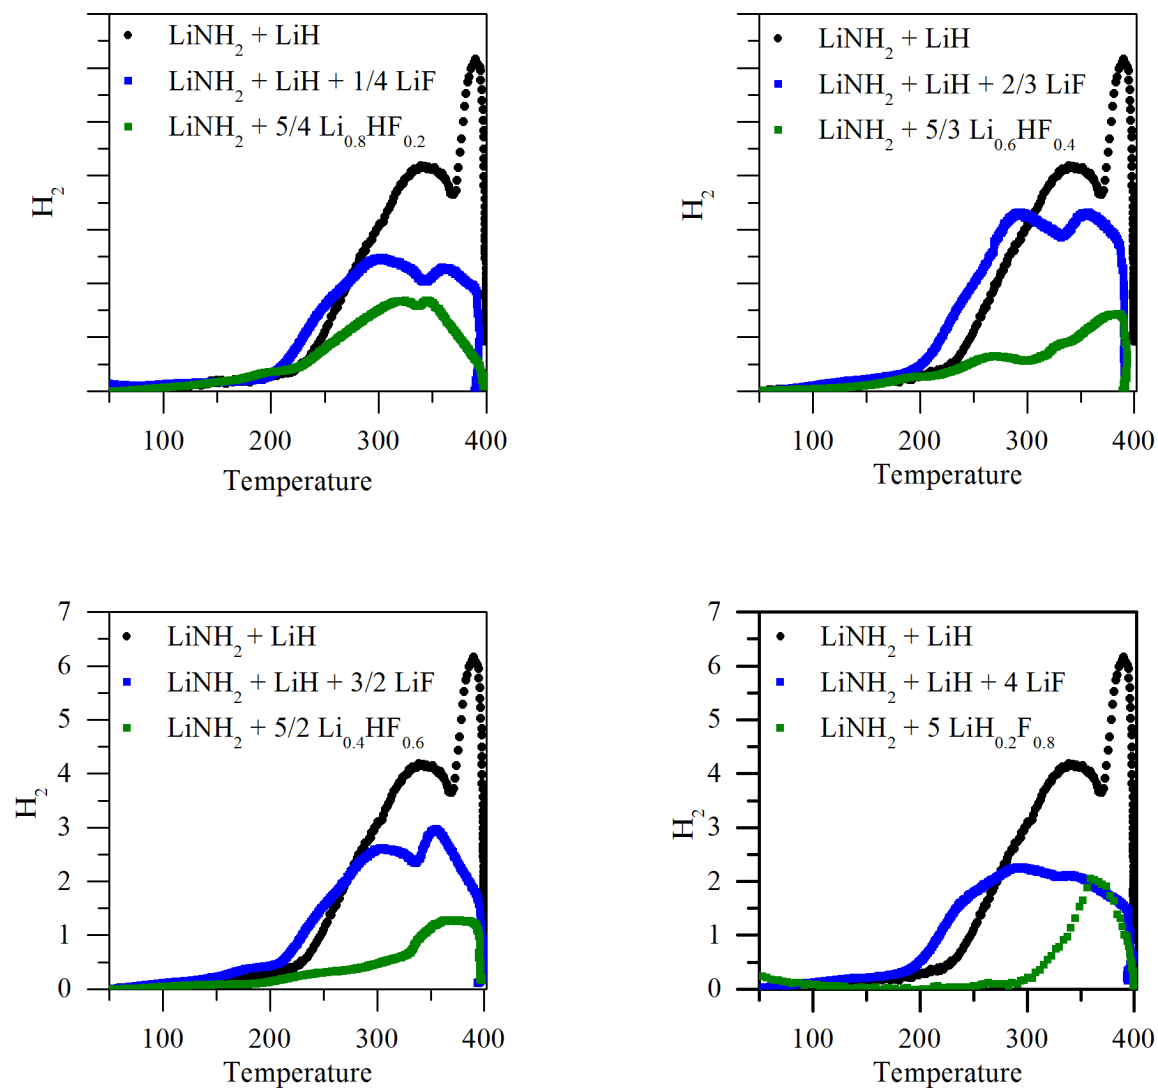 LiNH₂ + LiH
LiNH₂ + LiH + 1/4 LiF
LiNH₂ + 5/4 Li₀.₈HF₀.₂
H₂
100 200 300 400
Temperature
LiNH₂ + LiH
LiNH₂ + LiH + 2/3 LiF
LiNH₂ + 5/3 Li₀.₆HF₀.₄
H₂
100 200 300 400
Temperature
7
6
5
4
3
2
1
0
LiNH₂ + LiH
LiNH₂ + LiH + 3/2 LiF
LiNH₂ + 5/2 Li₀.₄HF₀.₆
H₂
100 200 300 400
Temperature
7
6
5
4
3
2
1
0
LiNH₂ + LiH
LiNH₂ + LiH + 4 LiF
LiNH₂ + 5 LiH₀.₂F₀.₈
H₂
100 200 300 400
Temperature